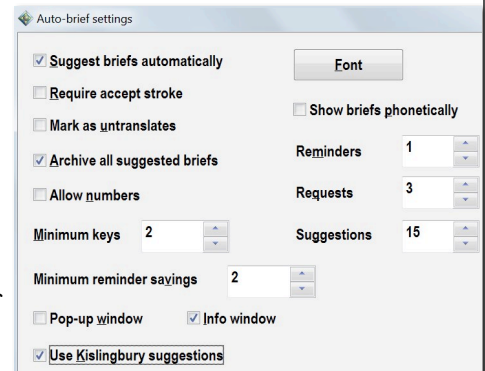 Auto-brief settings
Suggest briefs automatically
Font
Require accept stroke
Show briefs phonetically
Mark as untranslates
Archive all suggested briefs
Reminders 1
Allow numbers
Requests 3
Minimum keys 2
Suggestions 15
Minimum reminder savings 2
Pop-up window Info window
Use Kislingbury suggestions